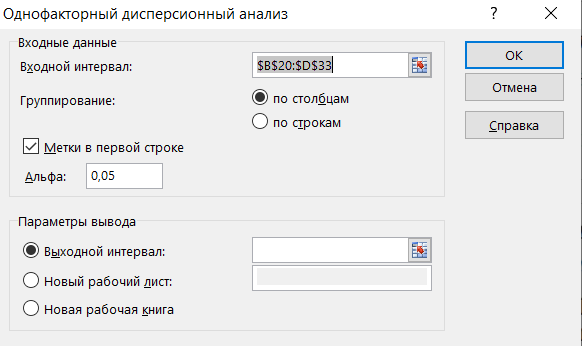 Однофакторный дисперсионный анализ
?
Входные данные
Входной интервал:
$B$20:$D$33
Группирование:
по столбцам
по строкам
Метки в первой строке
Альфа:
0,05
OK
Отмена
Справка
Параметры вывода
Выходной интервал:
Новый рабочий лист:
Новая рабочая книга